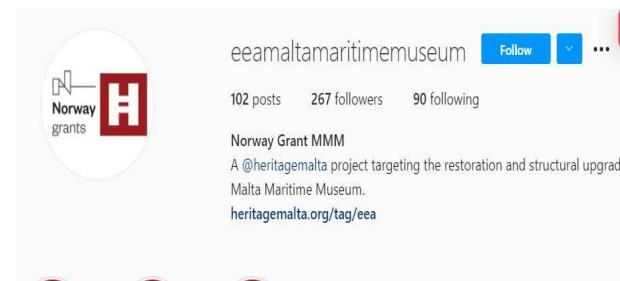 eeamaltamaritimemuseum Follow
Norway
grants
102 posts 267 followers 90 following
Norway Grant MMM
A @heritagemalta project targeting the restoration and structural upgrad
Malta Maritime Museum.
heritagemalta.org/tag/eea